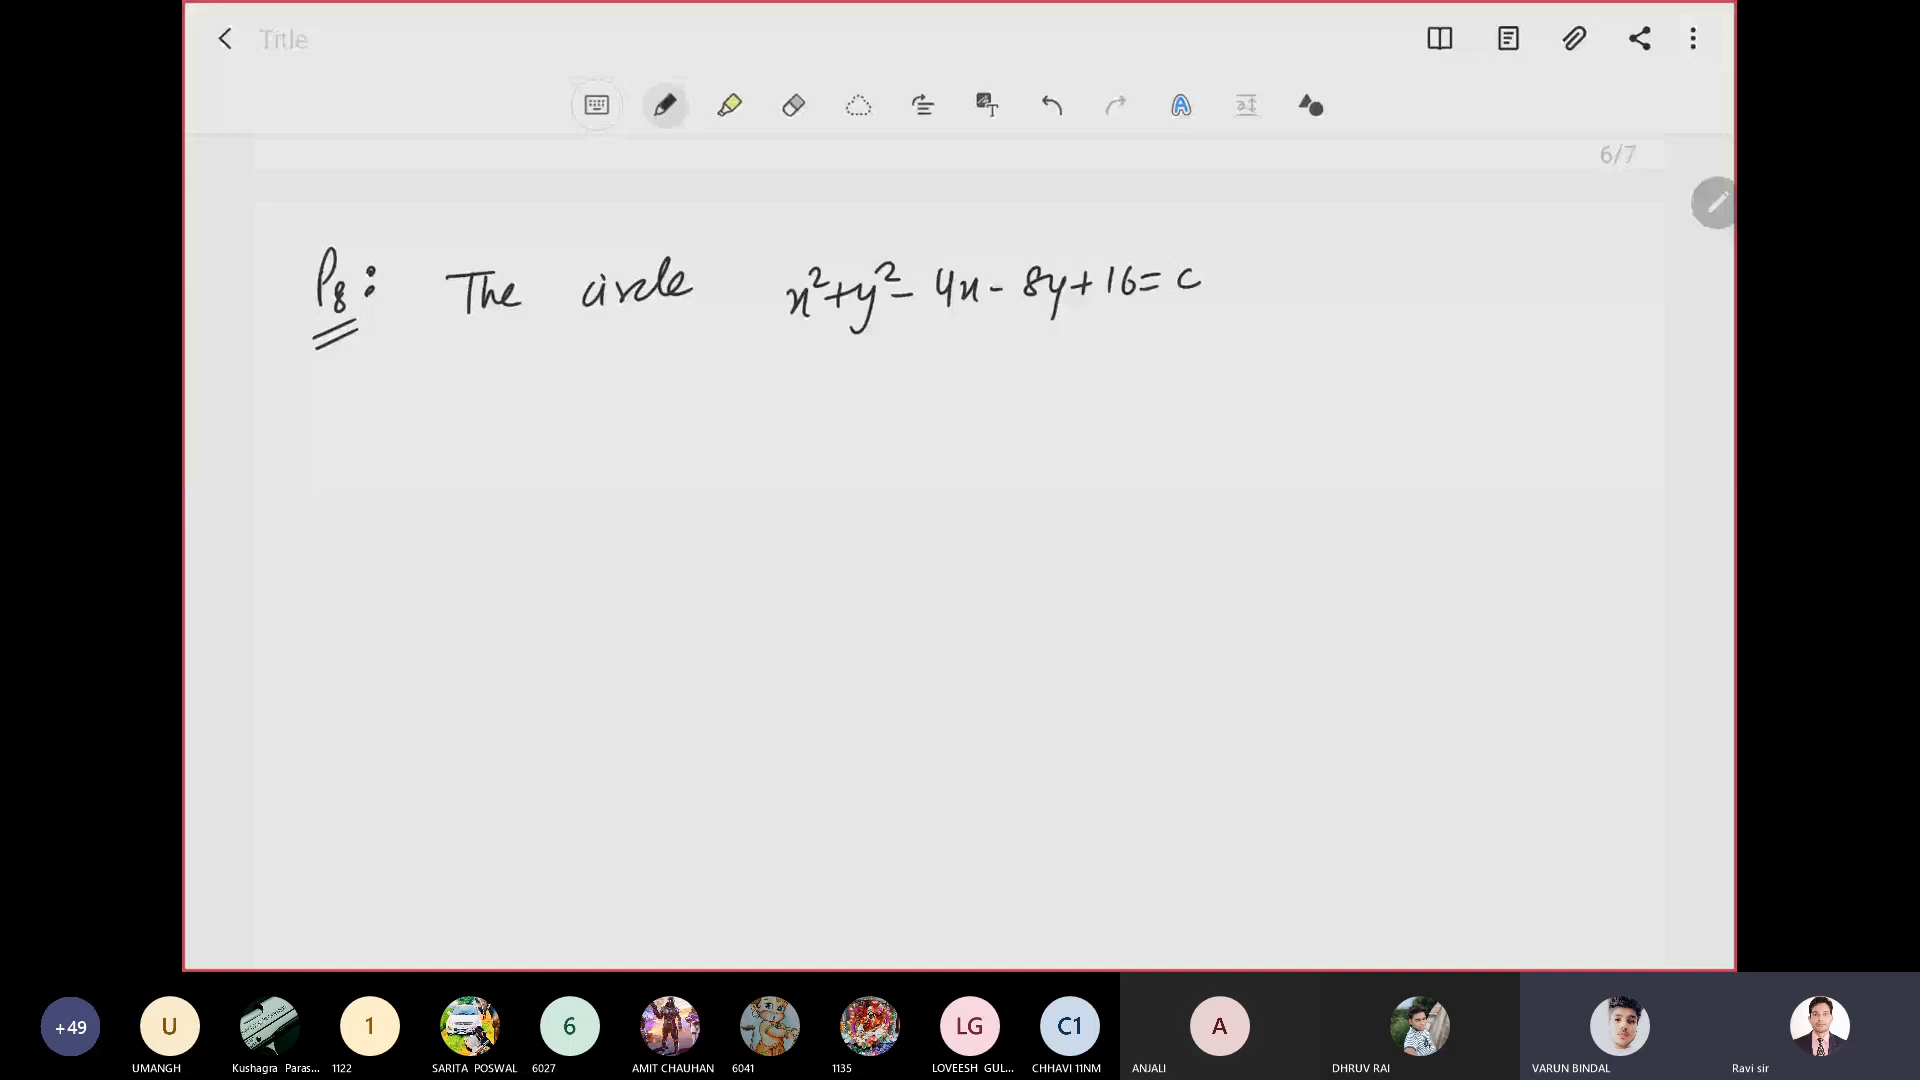 Title
6/7
P8: The circle x²+y²- 4x- 8y+16= c
+49
U
1
6
LG
C1
A
UMANGH
Kushagra Paras...
1122
SARITA POSWAL
6027
AMIT CHAUHAN
6041
1135
LOVEESH GUL...
CHHAVI 11NM
ANJALI
DHRUV RAI
VARUN BINDAL
Ravi sir